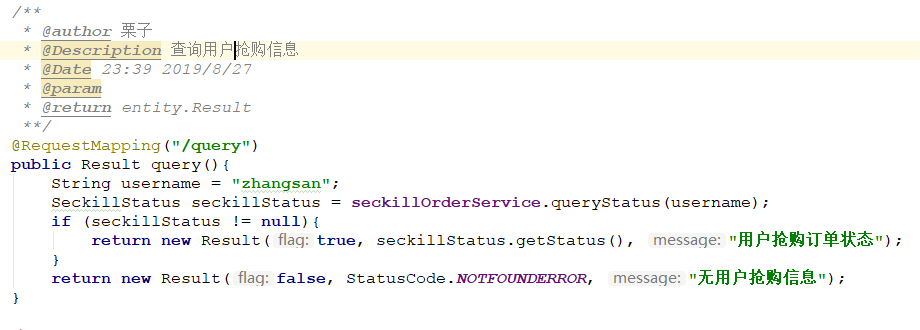 /**
 * @author 栗子
 * @Description 查询用户抢购信息
 * @Date 23:39 2019/8/27
 * @param
 * @return entity.Result
 **/
@RequestMapping("/query")
public Result query(){
    String username = "zhangsan";
    SeckillStatus seckillStatus = seckillOrderService.queryStatus(username);
    if (seckillStatus != null){
        return new Result( flag: true, seckillStatus.getStatus(), message: "用户抢购订单状态");
    }
    return new Result( flag: false, StatusCode.NOTFOUNDERROR, message: "无用户抢购信息");
}